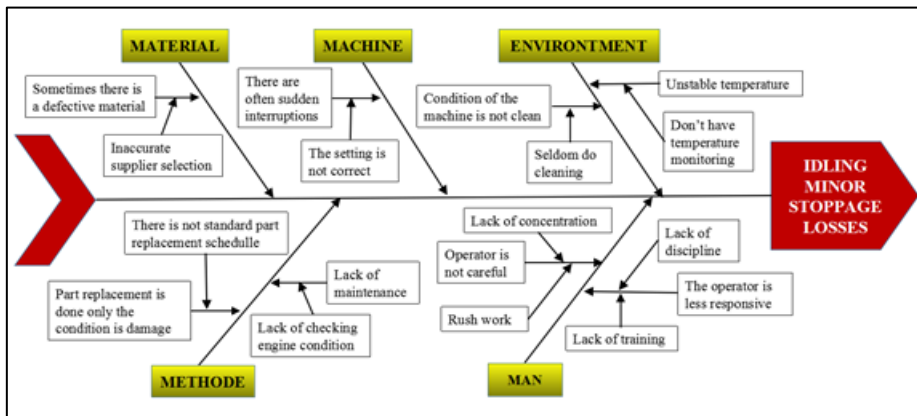 MATERIAL
MACHINE
ENVIRONTMENT
Sometimes there is
a defective material
Inaccurate
supplier selection
There are
often sudden
interruptions
The setting is
not correct
Condition of the
machine is not clean
Seldom do
cleaning
Unstable temperature
Don't have
temperature
monitoring
IDLING
MINOR
STOPPAGE
LOSSES
There is not standard part
replacement schedulle
Part replacement is
done only the
condition is damage
Lack of
maintenance
Lack of checking
engine condition
Lack of concentration
Operator is
not careful
Rush work
Lack of
discipline
The operator is
less responsive
Lack of training
METHODE
MAN